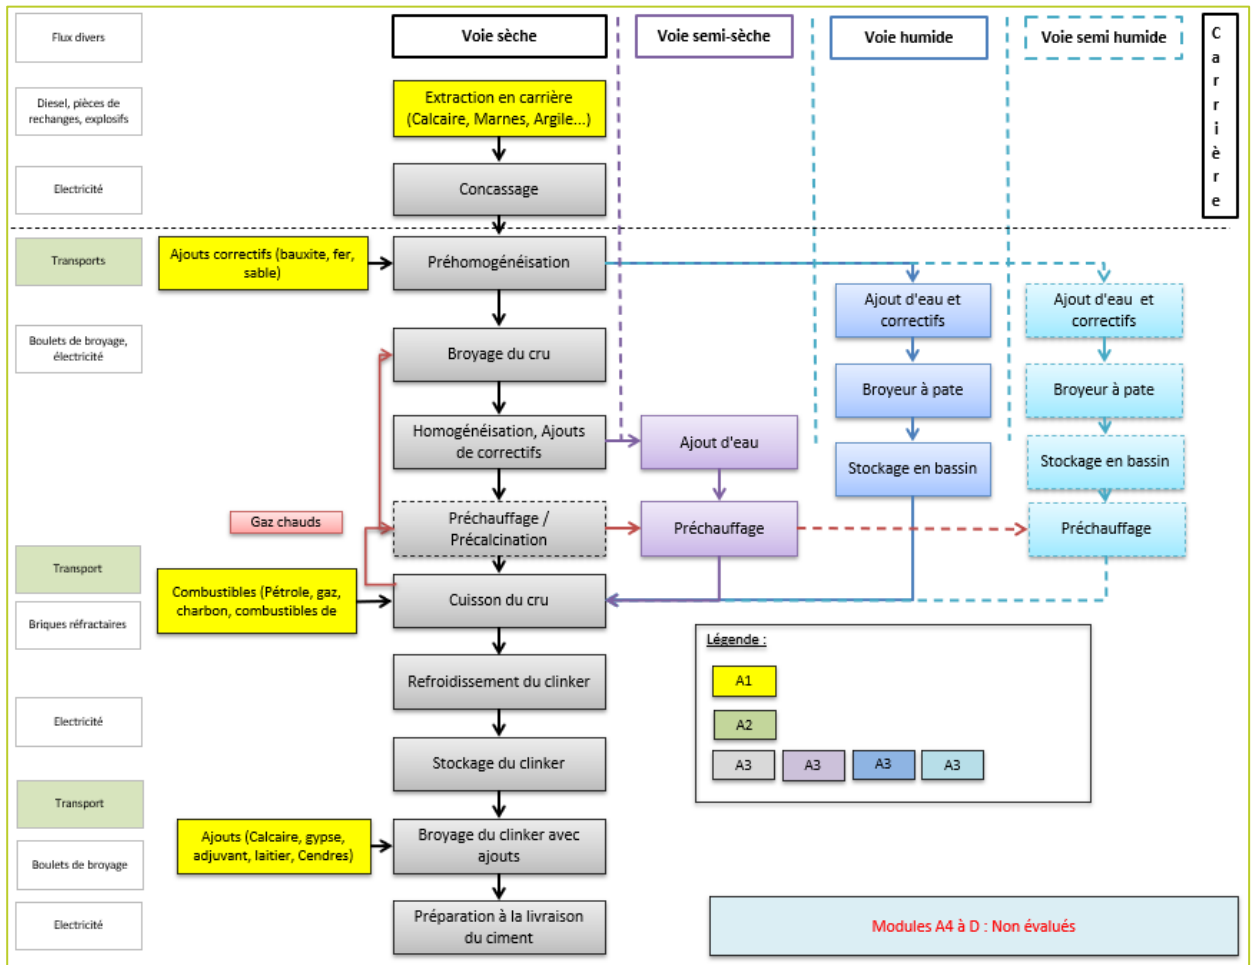 Flux divers
Voie sèche
Voie semi-sèche
Voie humide
Voie semi humide
Carrière
Diesel, pièces de
rechanges, explosifs
Extraction en carrière
(Calcaire, Marnes, Argile...)
Electricité
Concassage
Transports
Ajouts correctifs (bauxite, fer,
sable)
Préhomogénéisation
Ajout d'eau et
correctifs
Ajout d'eau et
correctifs
Boulets de broyage,
électricité
Broyage du cru
Broyeur à pate
Broyeur à pate
Homogénéisation, Ajouts
de correctifs
Ajout d'eau
Stockage en bassin
Stockage en bassin
Gaz chauds
Préchauffage /
Précalcination
Préchauffage
Préchauffage
Transport
Combustibles (Pétrole, gaz,
charbon, combustibles de
Cuisson du cru
Briques réfractaires
Légende :
A1
A2
A3
A3
A3
A3
Refroidissement du clinker
Electricité
Stockage du clinker
Transport
Ajouts (Calcaire, gypse,
adjuvant, laitier, Cendres)
Broyage du clinker avec
ajouts
Boulets de broyage
Electricité
Préparation à la livraison
du ciment
Modules A4 à D : Non évalués